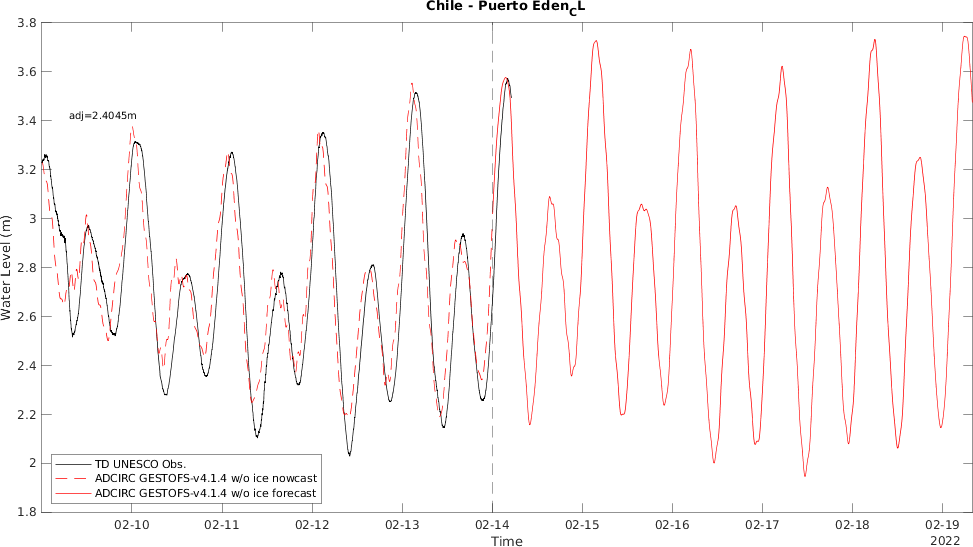 Chile - Puerto Eden_CL
3.8
3.6
adj=2.4045m
3.4
3.2
3
2.8
2.6
2.4
2.2
2
1.8
Water Level (m)
TD UNESCO Obs.
ADCIRC GESTOFS-v4.1.4 w/o ice nowcast
ADCIRC GESTOFS-v4.1.4 w/o ice forecast
02-10 02-11 02-12 02-13 02-14 02-15 02-16 02-17 02-18 02-19
Time 2022